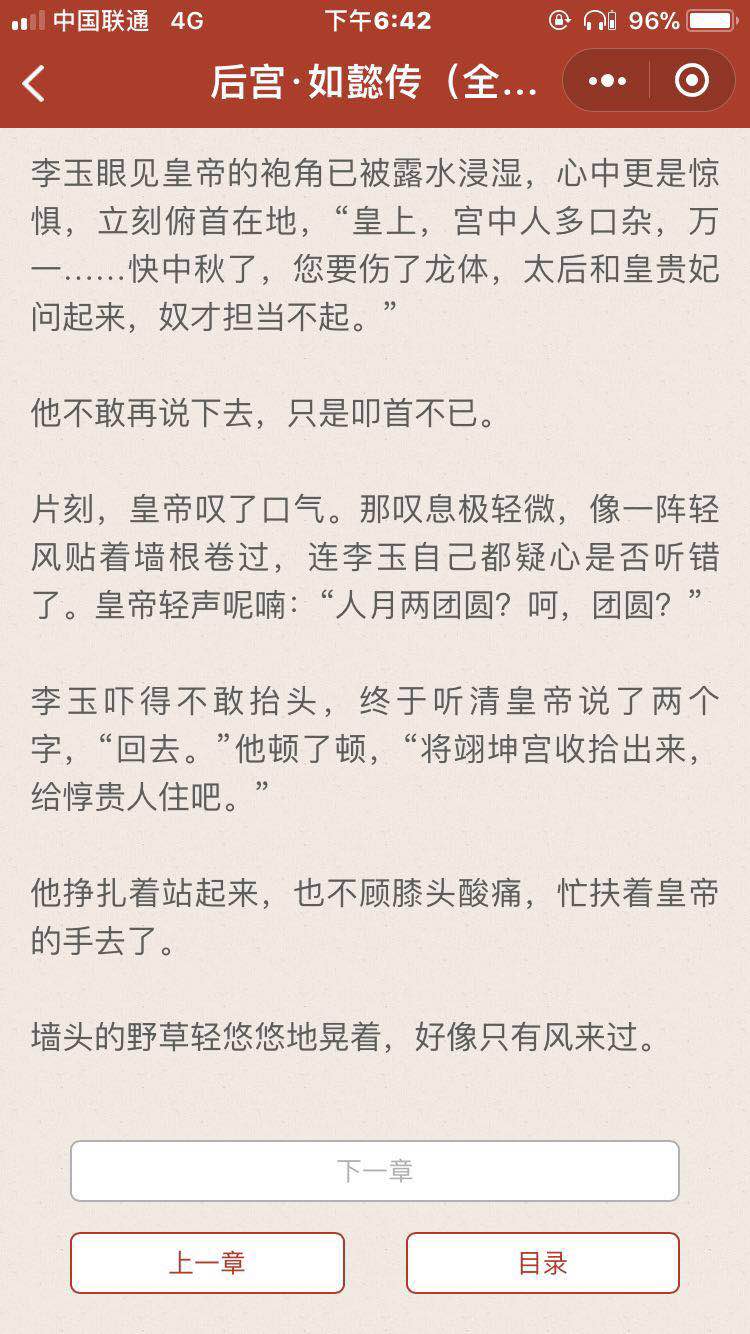 中国联通 4G 下午6:42 96%
后宫·如懿传（全...
李玉眼见皇帝的袍角已被露水浸湿，心中更是惊
惧，立刻俯首在地，“皇上，宫中人多口杂，万
一……快中秋了，您要伤了龙体，太后和皇贵妃
问起来，奴才担当不起。”
他不敢再说下去，只是叩首不已。
片刻，皇帝叹了口气。那叹息极轻微，像一阵轻
风贴着墙根卷过，连李玉自己都疑心是否听错
了。皇帝轻声呢喃：“人月两团圆？呵，团圆？”
李玉吓得不敢抬头，终于听清皇帝说了两个
字，“回去。”他顿了顿，“将翊坤宫收拾出来，
给惇贵人住吧。”
他挣扎着站起来，也不顾膝头酸痛，忙扶着皇帝
的手去了。
墙头的野草轻悠悠地晃着，好像只有风来过。
下一章
上一章 目录